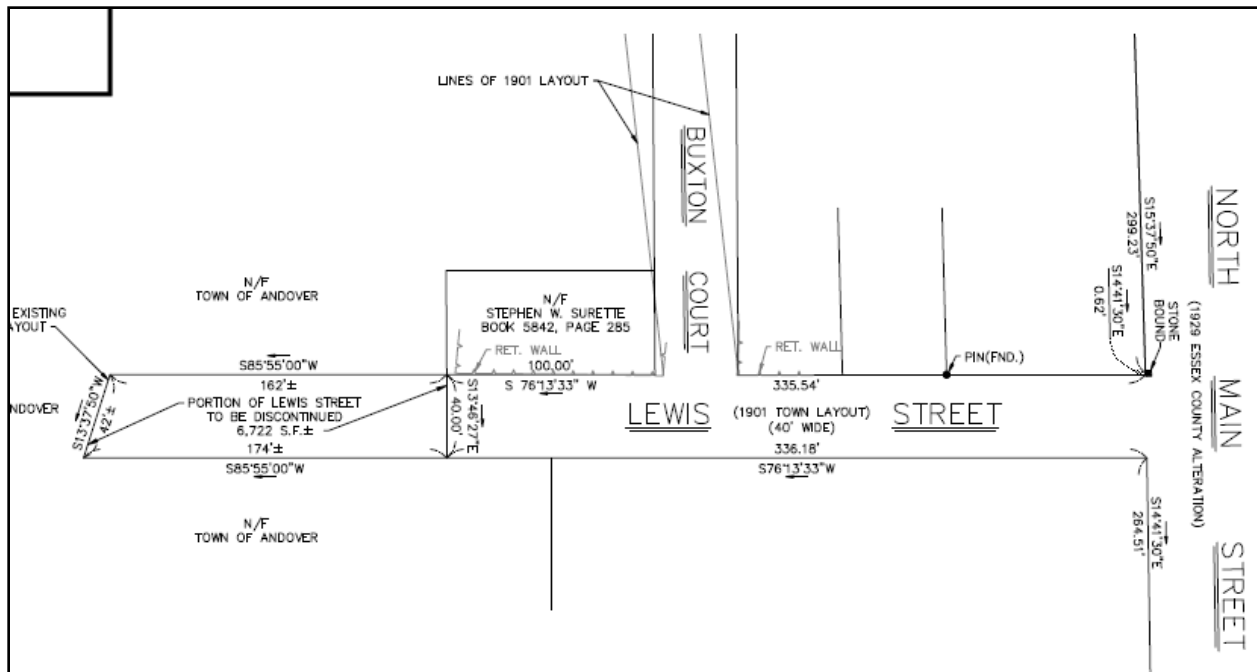 LINES OF 1901 LAYOUT
BUXTON
COURT
NORTH
MAIN
STREET
(1929 ESSEX COUNTY ALTERATION)
S15°37'50"E
299.23'
S14°41'30"E
0.62'
STONE
BOUND
N/F
TOWN OF ANDOVER
N/F
STEPHEN W. SURETTE
BOOK 5842, PAGE 285
EXISTING
AYOUT
RET. WALL
100.00'
S 76°13'33" W
RET. WALL
PIN(FND.)
335.54'
S85°55'00"W
162'±
NDOVER
S13°37'50"W
42'±
PORTION OF LEWIS STREET
TO BE DISCONTINUED
6,722 S.F.±
S13°46'27"E
40.00'
LEWIS
(1901 TOWN LAYOUT)
(40' WIDE)
STREET
174'±
S85°55'00"W
336.18'
S76°13'33"W
S14°41'30"E
264.51'
N/F
TOWN OF ANDOVER